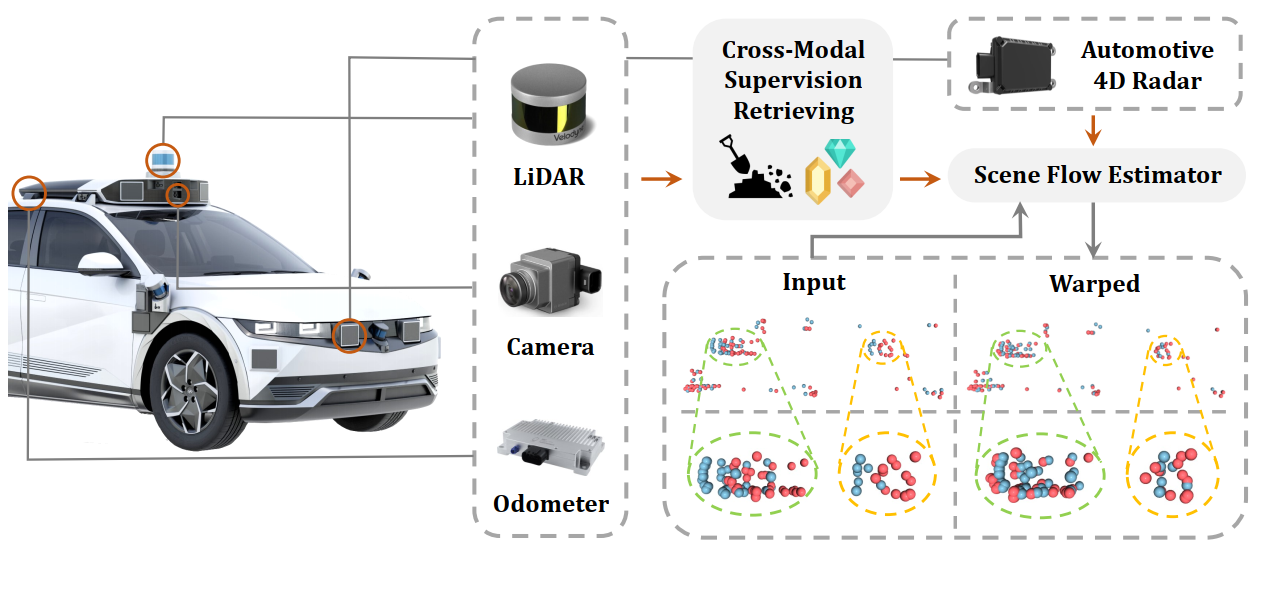 Cross-Modal
Supervision
Retrieving
Automotive
4D Radar
Velodyne
LiDAR
Scene Flow Estimator
Camera
Input
Warped
Odometer